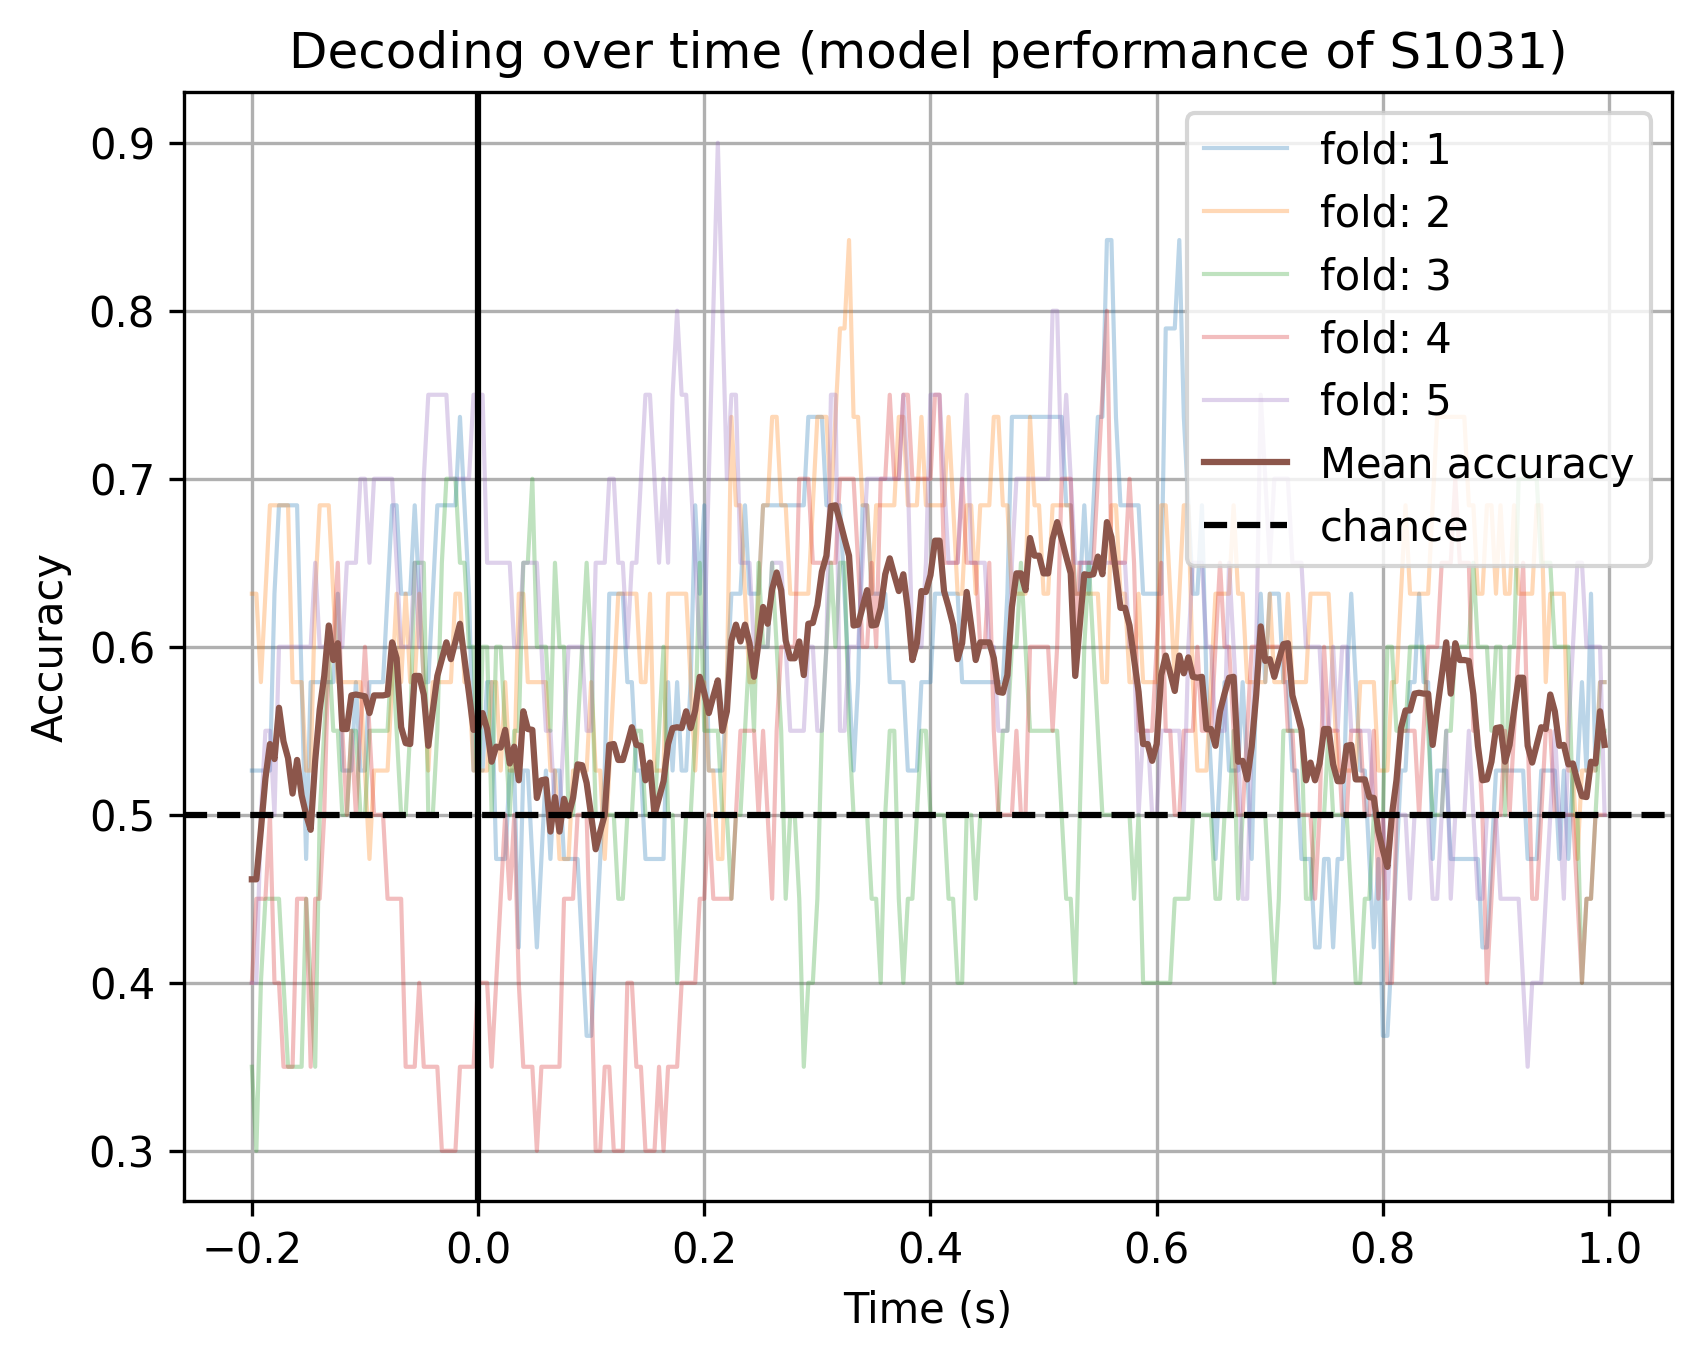 Decoding over time (model performance of S1031)
0.9
0.8
0.7
0.6
0.5
0.4
0.3
Accuracy
fold: 1
fold: 2
fold: 3
fold: 4
fold: 5
Mean accuracy
chance
−0.2 0.0 0.2 0.4 0.6 0.8 1.0
Time (s)